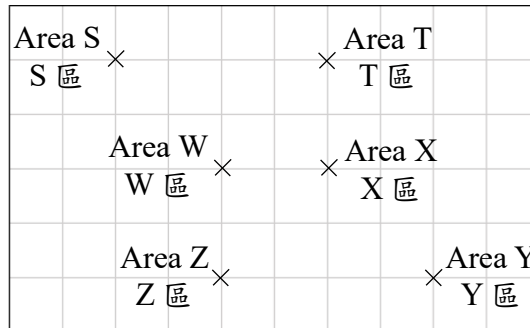 Area S
S 區
Area T
T 區
Area W
W 區
Area X
X 區
Area Z
Z 區
Area Y
Y 區